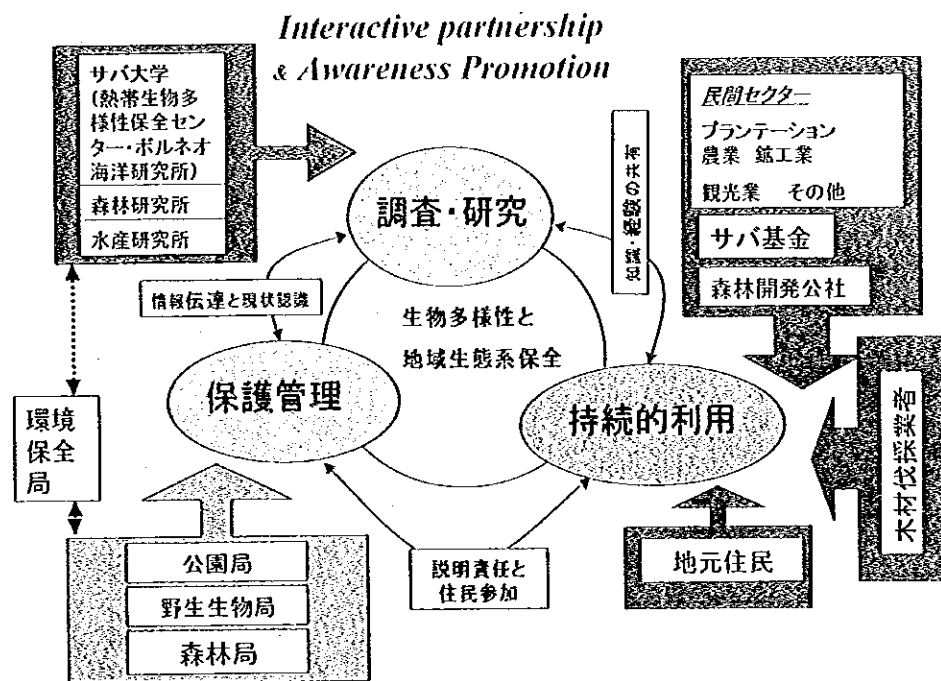 Interactive partnership
& Awareness Promotion
サバ大学
(熱帯生物多
様性保全セン
ター・ボルネオ
海洋研究所)
森林研究所
水産研究所
民間セクター
プランテーション
農業 鉱工業
観光業 その他
サバ基金
森林開発公社
調査・研究
知識・経験の共有
情報伝達と現状認識
生物多様性と
地域生態系保全
保護管理
持続的利用
環境
保全
局
木材伐採業者
公園局
野生生物局
森林局
説明責任と
住民参加
地元住民